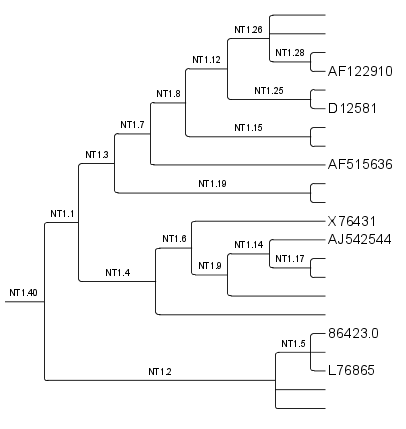 NT1.26
NT1.28
AF122910
NT1.12
NT1.25
D12581
NT1.8
NT1.15
NT1.7
AF515636
NT1.3
NT1.19
NT1.1
X76431
NT1.6
AJ542544
NT1.14
NT1.17
NT1.9
NT1.4
NT1.40
86423.0
NT1.5
L76865
NT1.2